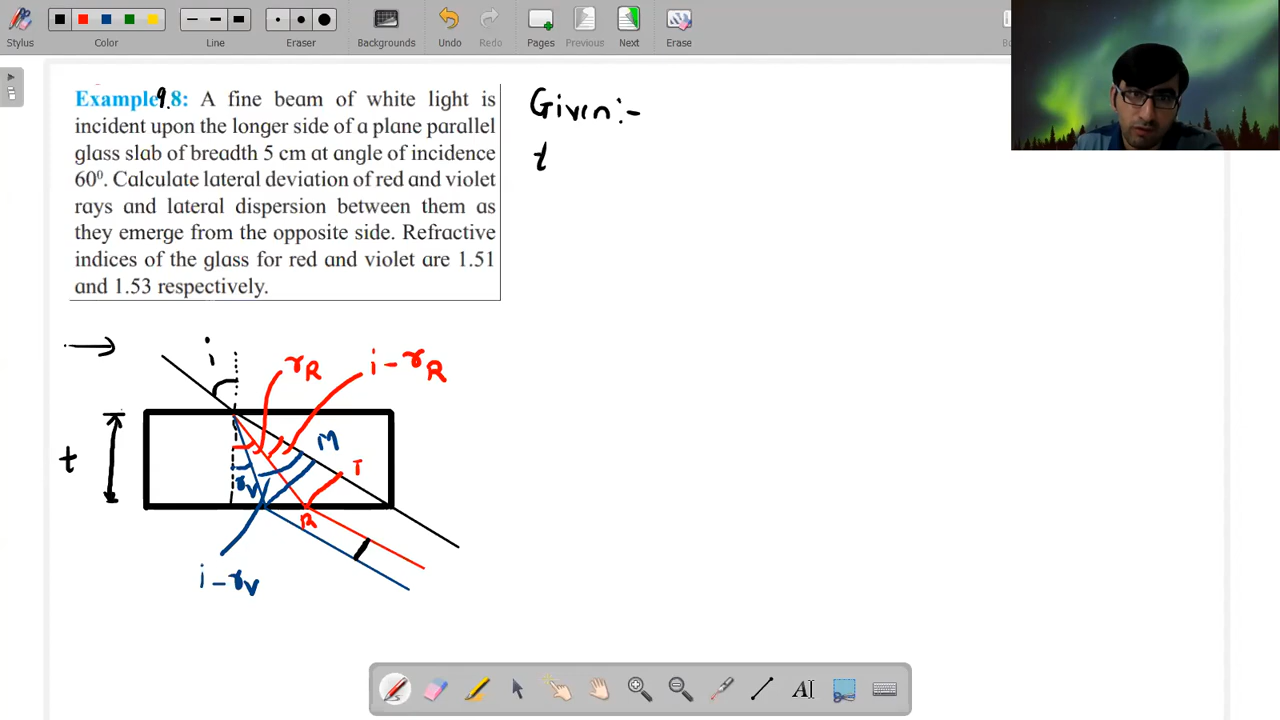 Stylus
Color
Line
Eraser
Backgrounds
Undo
Redo
Pages
Previous
Next
Erase
Example 9.8: A fine beam of white light is
incident upon the longer side of a plane parallel
glass slab of breadth 5 cm at angle of incidence
60⁰. Calculate lateral deviation of red and violet
rays and lateral dispersion between them as
they emerge from the opposite side. Refractive
indices of the glass for red and violet are 1.51
and 1.53 respectively.
Given:-
t
i
r_R
i - r_R
M
T
t
r_V
R
i - r_V